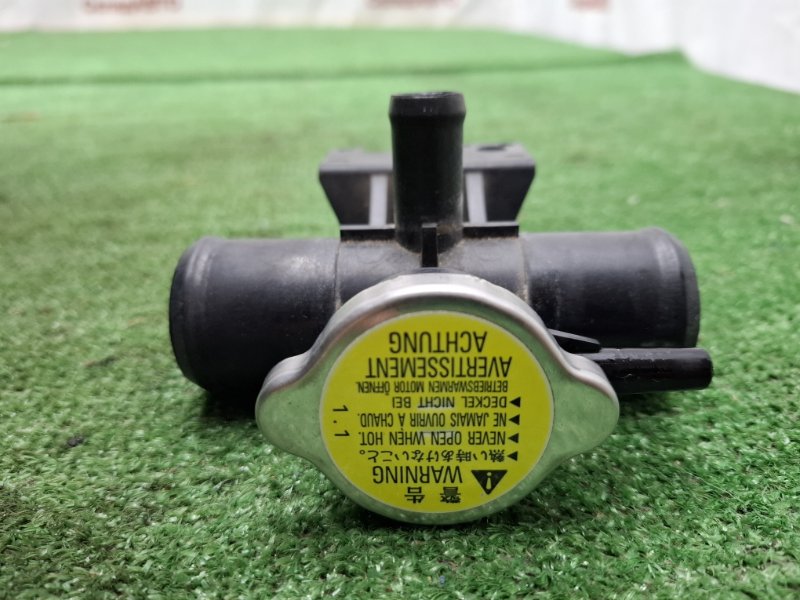 警告
WARNING
熱い時あけないこと。
▶ NEVER OPEN WHEN HOT.
▶ NE JAMAIS OUVRIR À CHAUD.
▶ DECKEL NICHT BEI
BETRIEBSWARMEN MOTOR ÖFFNEN.
AVERTISSEMENT
ACHTUNG
1.1